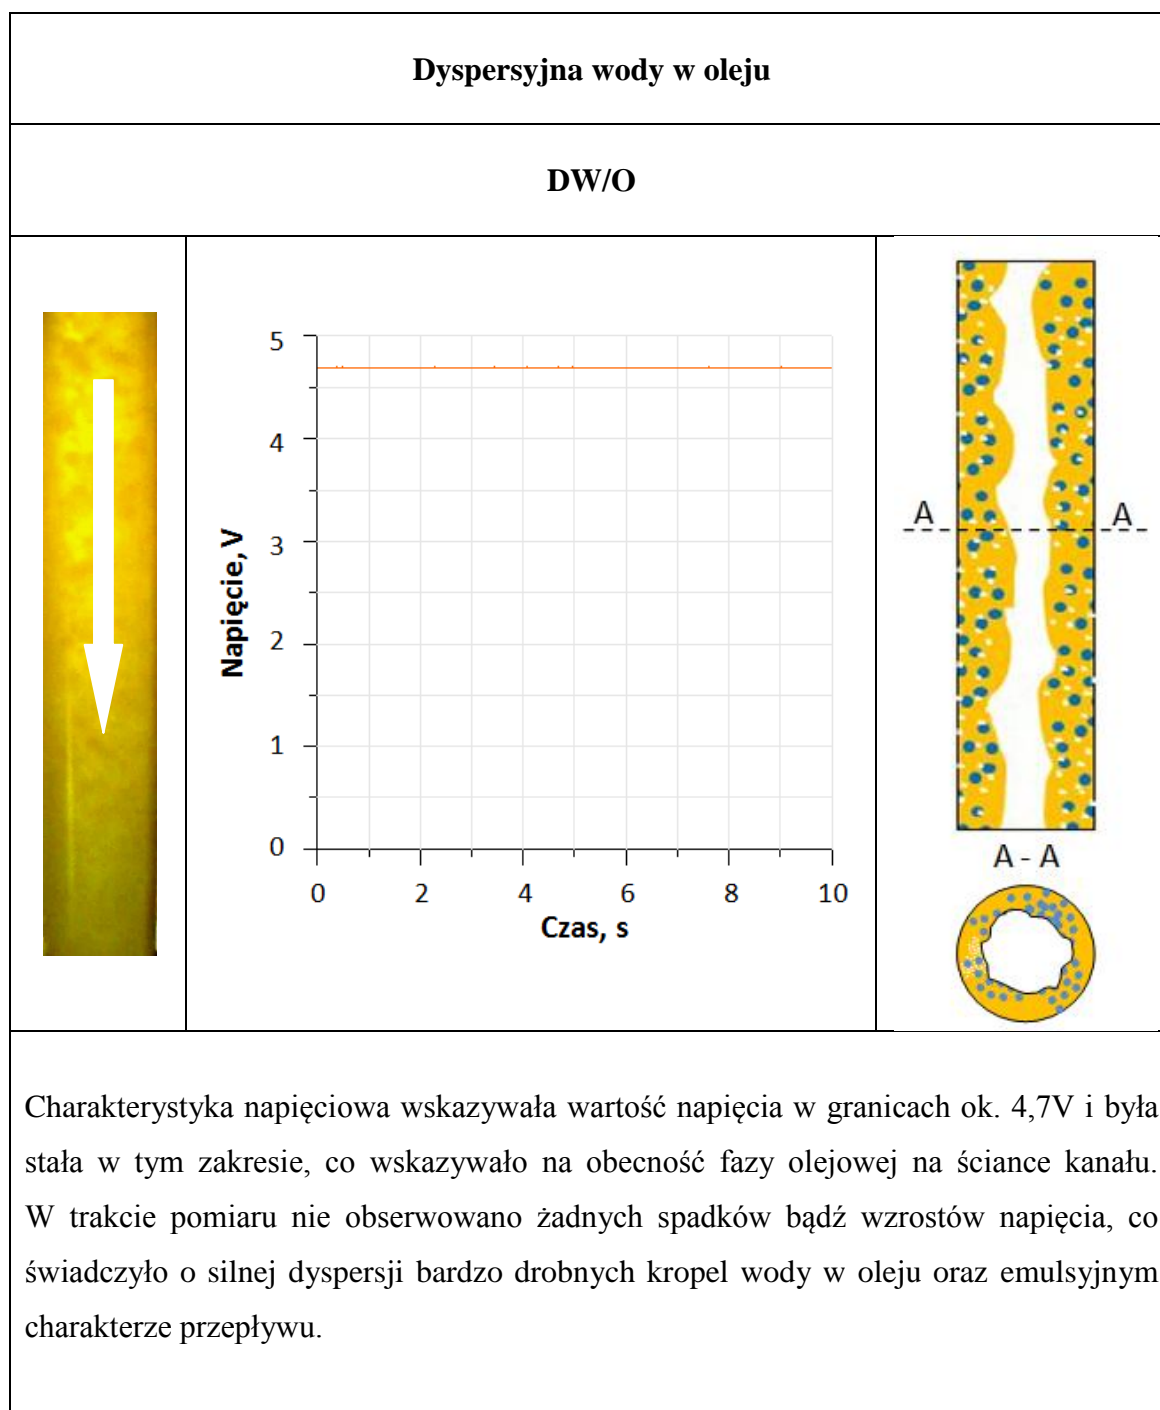 Dyspersyjna wody w oleju
DW/O
5
4
3
2
1
0
Napięcie, V
0 2 4 6 8 10
Czas, s
A A
A - A
Charakterystyka napięciowa wskazywała wartość napięcia w granicach ok. 4,7V i była
stała w tym zakresie, co wskazywało na obecność fazy olejowej na ściance kanału.
W trakcie pomiaru nie obserwowano żadnych spadków bądź wzrostów napięcia, co
świadczyło o silnej dyspersji bardzo drobnych kropel wody w oleju oraz emulsyjnym
charakterze przepływu.